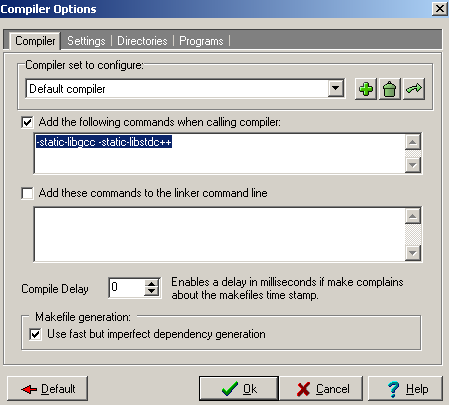 Compiler Options
Compiler Settings | Directories | Programs |
Compiler set to configure:
Default compiler
Add the following commands when calling compiler:
-static-libgcc -static-libstdc++
Add these commands to the linker command line
Compile Delay 0 Enables a delay in milliseconds if make complains
about the makefiles time stamp.
Makefile generation:
Use fast but imperfect dependency generation
Default Ok Cancel Help